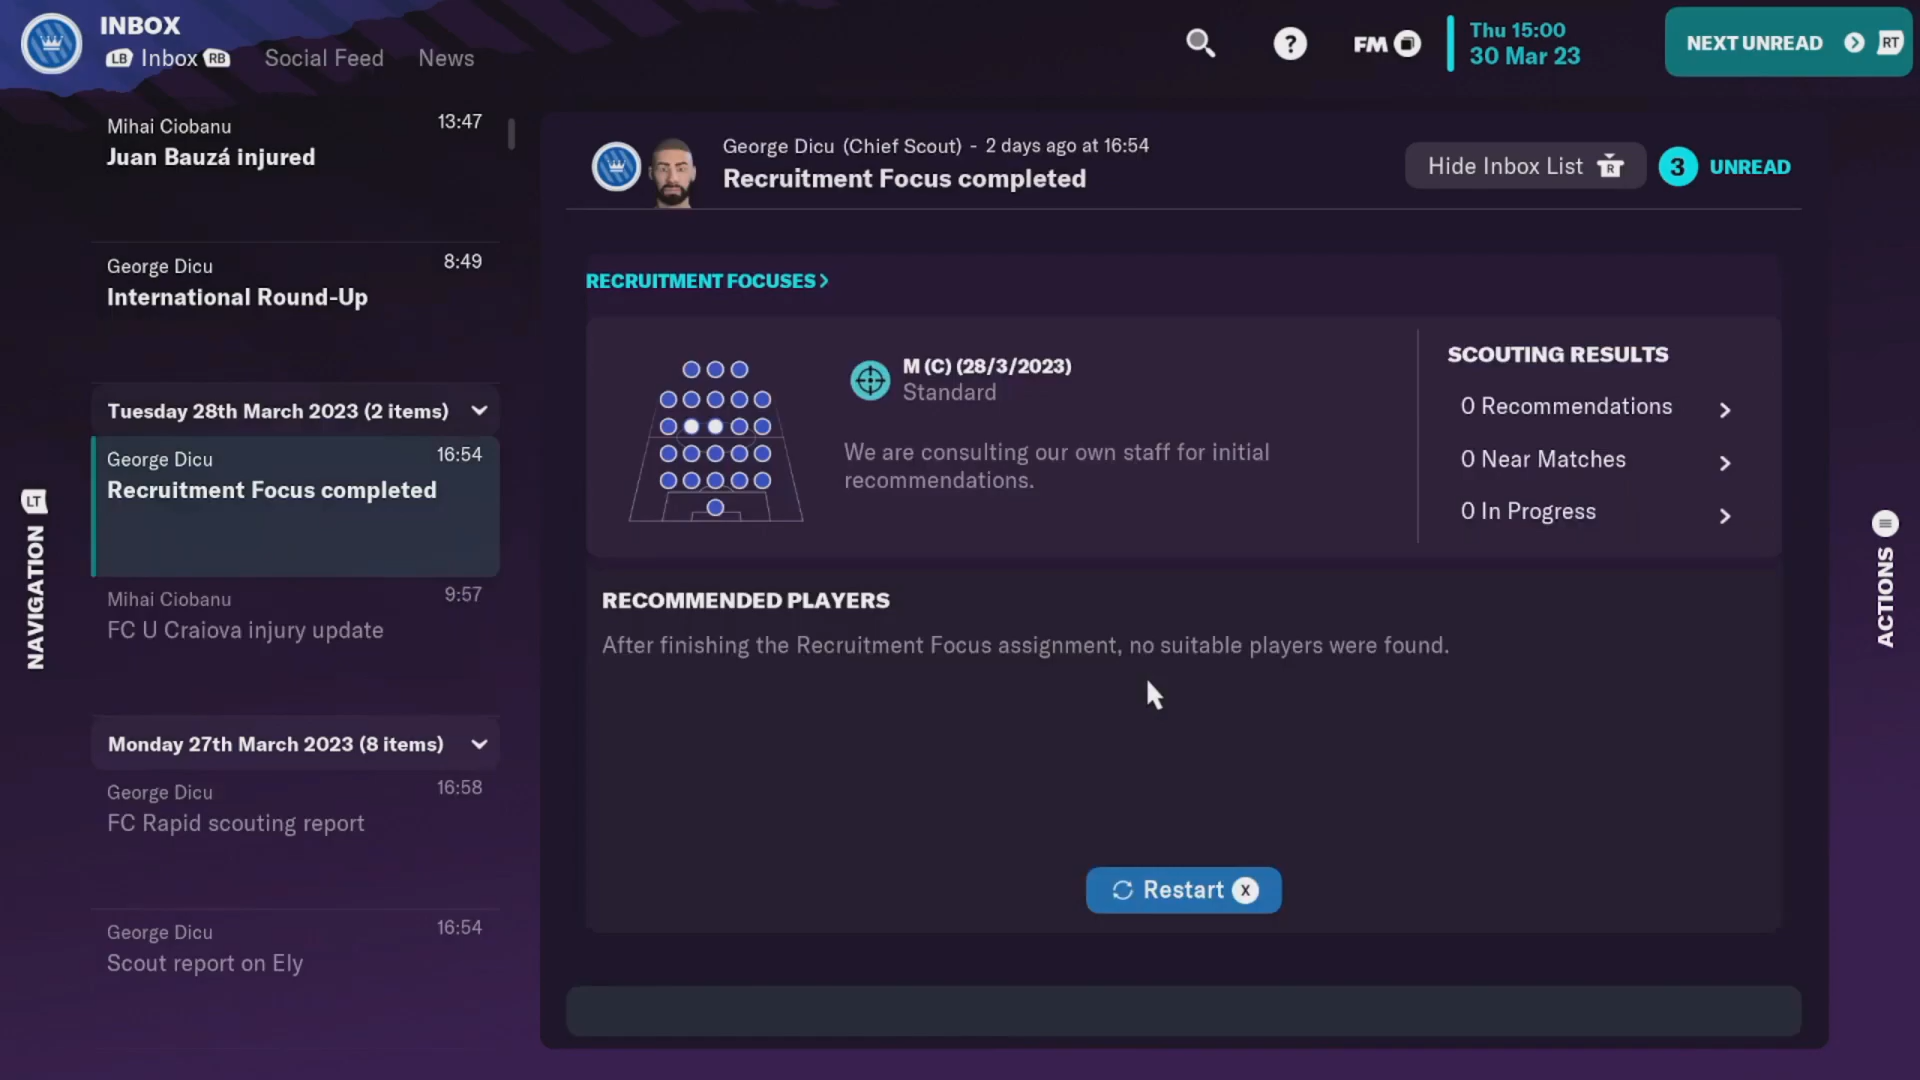 INBOX
LB Inbox RB Social Feed News
? FM Thu 15:00
30 Mar 23
NEXT UNREAD RT
Mihai Ciobanu 13:47
Juan Bauzá injured
George Dicu 8:49
International Round-Up
Tuesday 28th March 2023 (2 items)
George Dicu 16:54
Recruitment Focus completed
Mihai Ciobanu 9:57
FC U Craiova injury update
Monday 27th March 2023 (8 items)
George Dicu 16:58
FC Rapid scouting report
George Dicu 16:54
Scout report on Ely
LT NAVIGATIN
George Dicu (Chief Scout) - 2 days ago at 16:54
Recruitment Focus completed
Hide Inbox List R 3 UNREAD
RECRUITMENT FOCUSES >
M (C) (28/3/2023)
Standard
We are consulting our own staff for initial
recommendations.
SCOUTING RESULTS
0 Recommendations
0 Near Matches
0 In Progress
RECOMMENDED PLAYERS
After finishing the Recruitment Focus assignment, no suitable players were found.
Restart X
ACTIONS